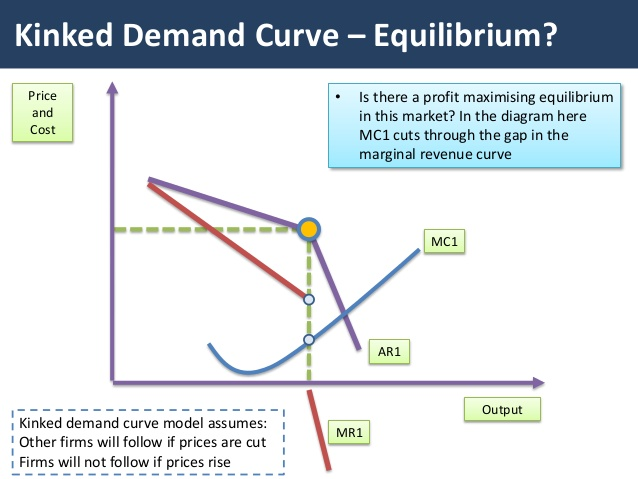 Kinked Demand Curve – Equilibrium?
Price
and
Cost
• Is there a profit maximising equilibrium
in this market? In the diagram here
MC1 cuts through the gap in the
marginal revenue curve
MC1
AR1
Output
MR1
Kinked demand curve model assumes:
Other firms will follow if prices are cut
Firms will not follow if prices rise